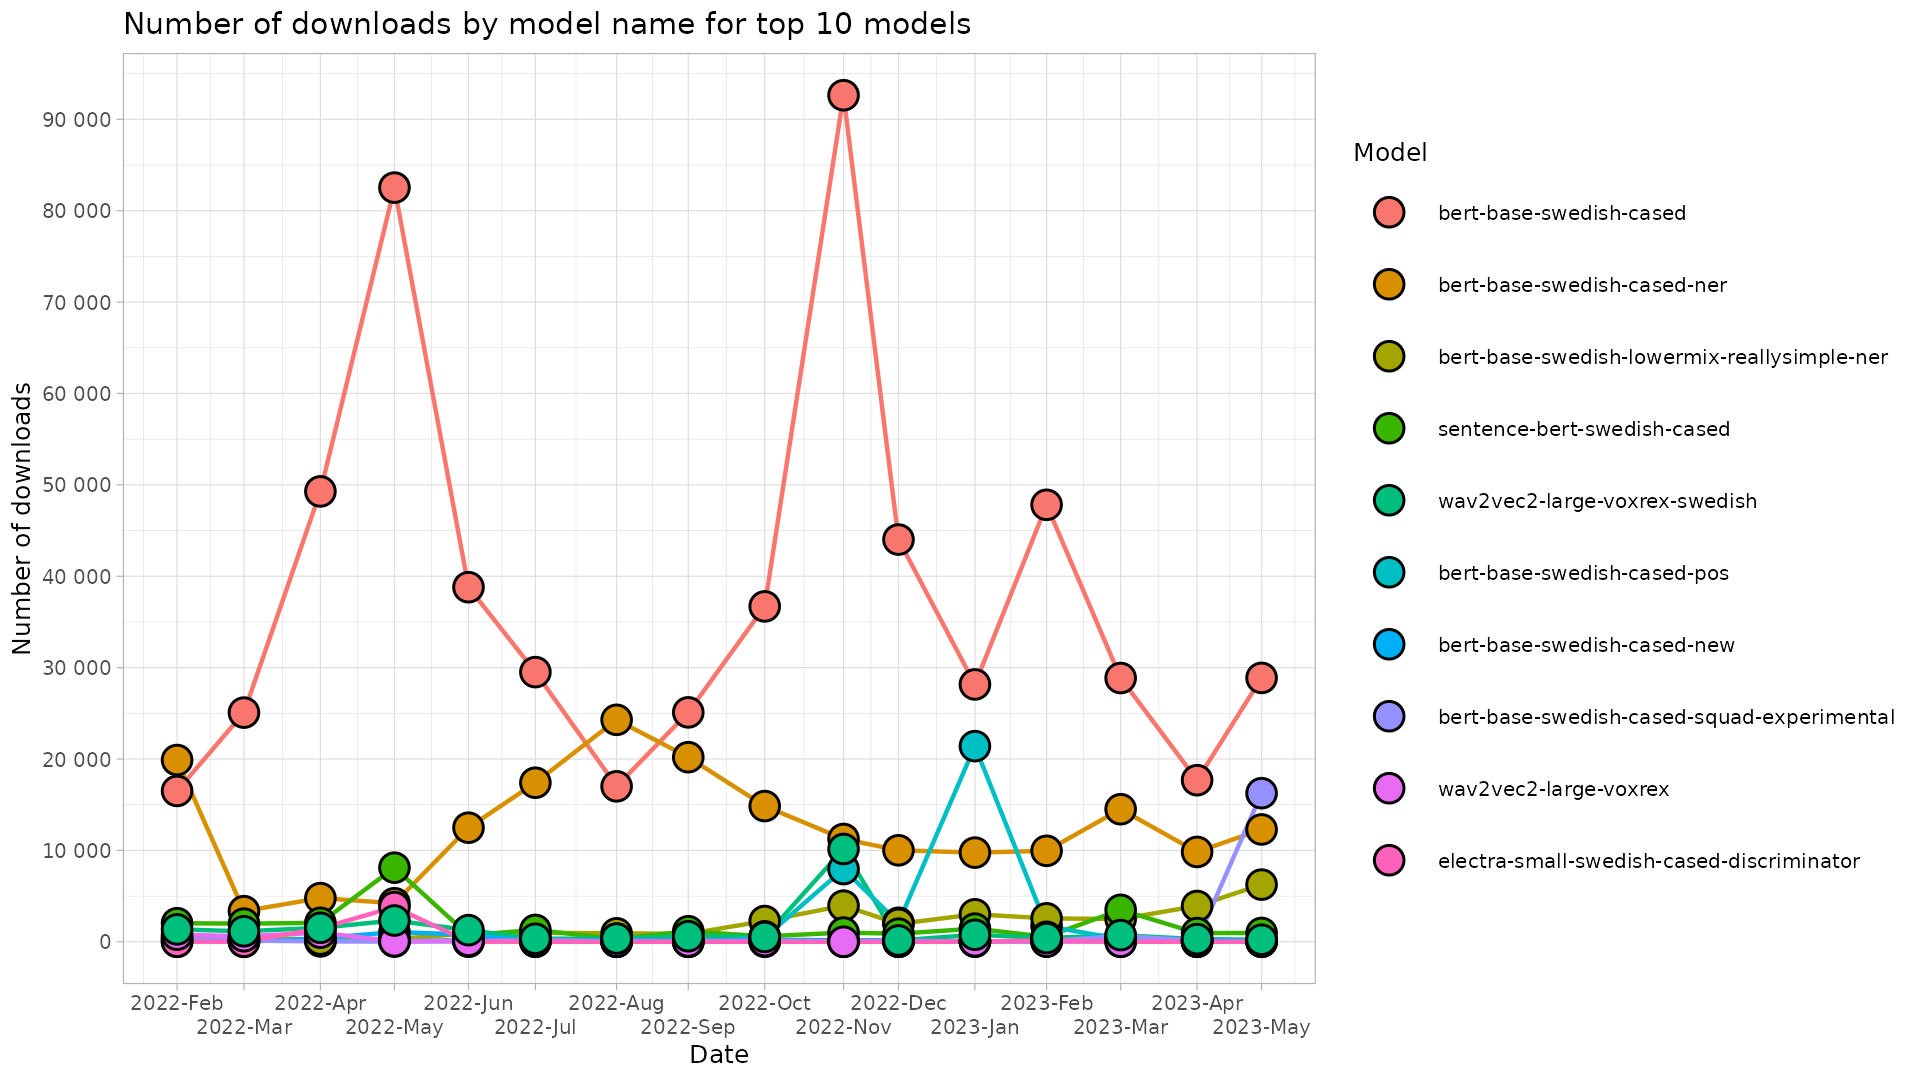 Number of downloads by model name for top 10 models
Number of downloads
90 000
80 000
70 000
60 000
50 000
40 000
30 000
20 000
10 000
0
2022-Feb
2022-Mar
2022-Apr
2022-May
2022-Jun
2022-Jul
2022-Aug
2022-Sep
2022-Oct
2022-Nov
2022-Dec
2023-Jan
2023-Feb
2023-Mar
2023-Apr
2023-May
Date
Model
bert-base-swedish-cased
bert-base-swedish-cased-ner
bert-base-swedish-lowermix-reallysimple-ner
sentence-bert-swedish-cased
wav2vec2-large-voxrex-swedish
bert-base-swedish-cased-pos
bert-base-swedish-cased-new
bert-base-swedish-cased-squad-experimental
wav2vec2-large-voxrex
electra-small-swedish-cased-discriminator